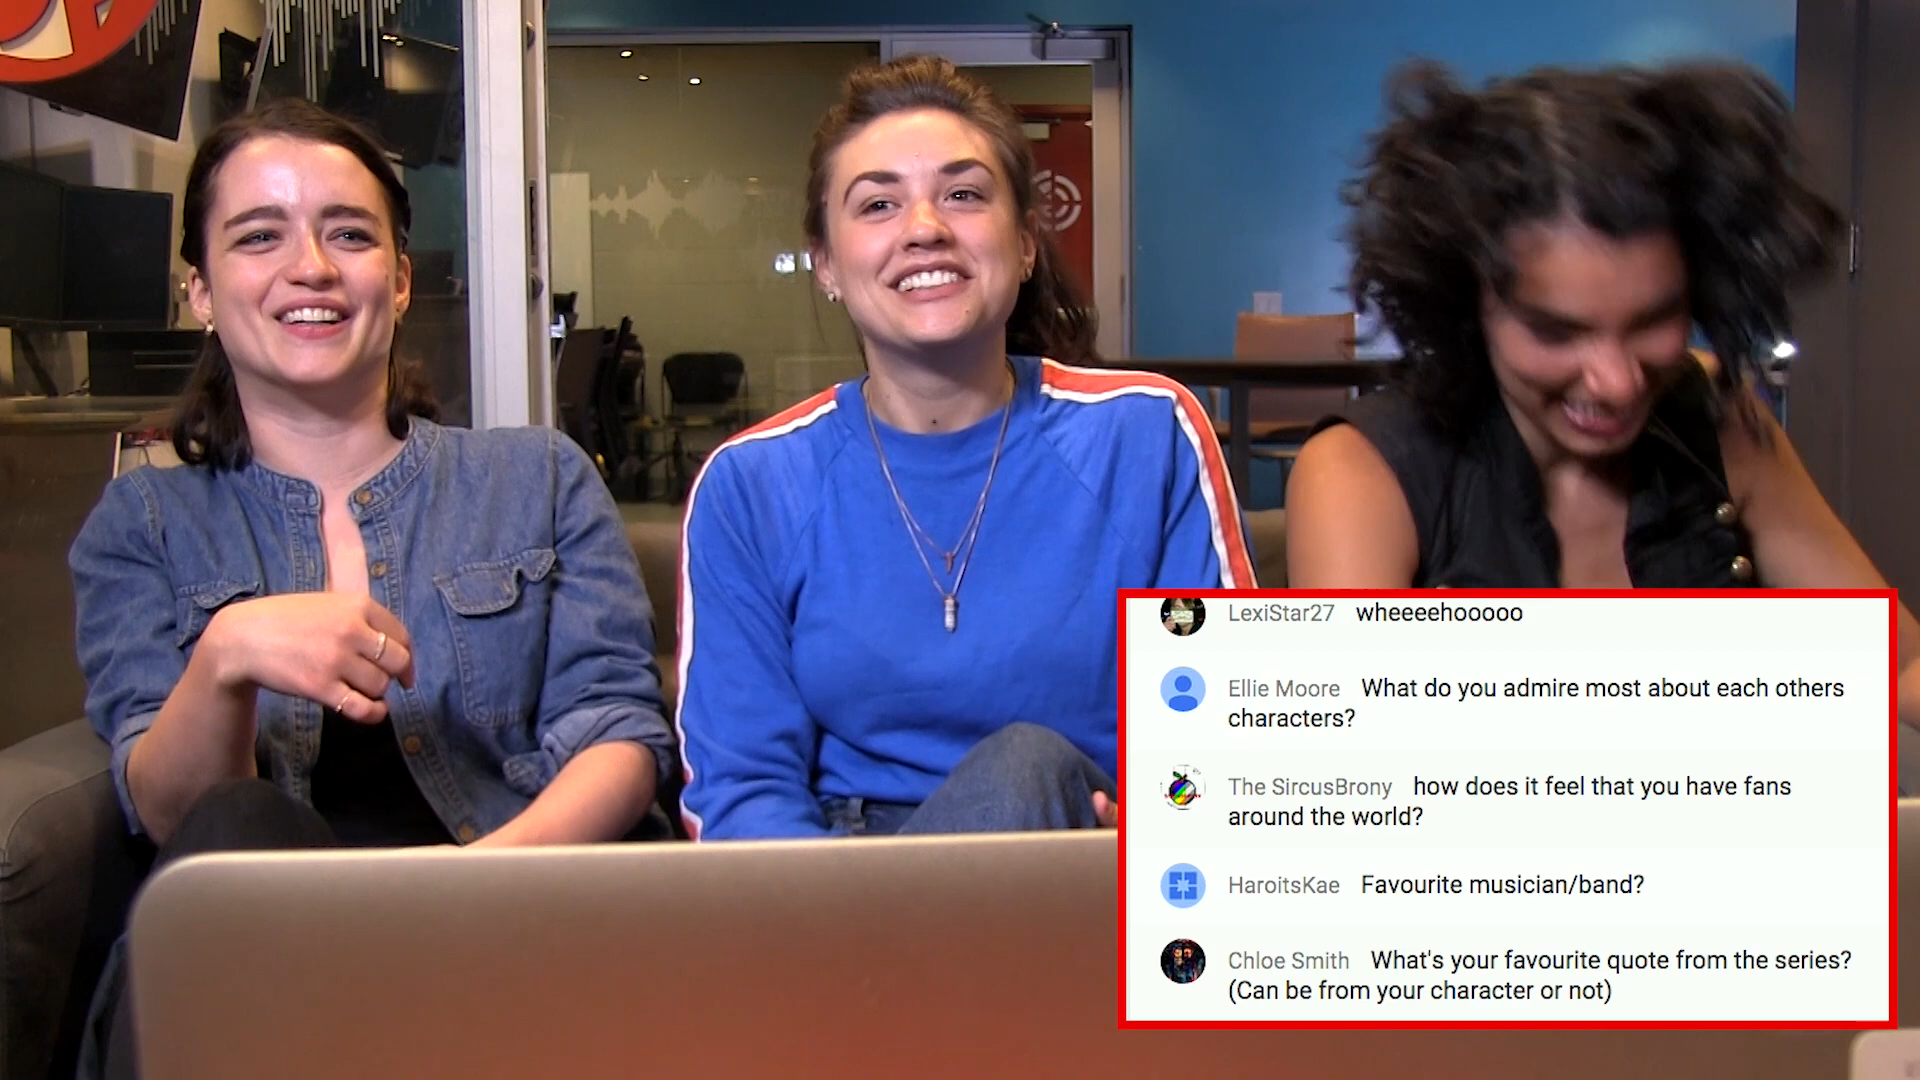 LexiStar27 wheeeehooooo
Ellie Moore What do you admire most about each others
characters?
The SircusBrony how does it feel that you have fans
around the world?
HaroitsKae Favourite musician/band?
Chloe Smith What's your favourite quote from the series?
(Can be from your character or not)